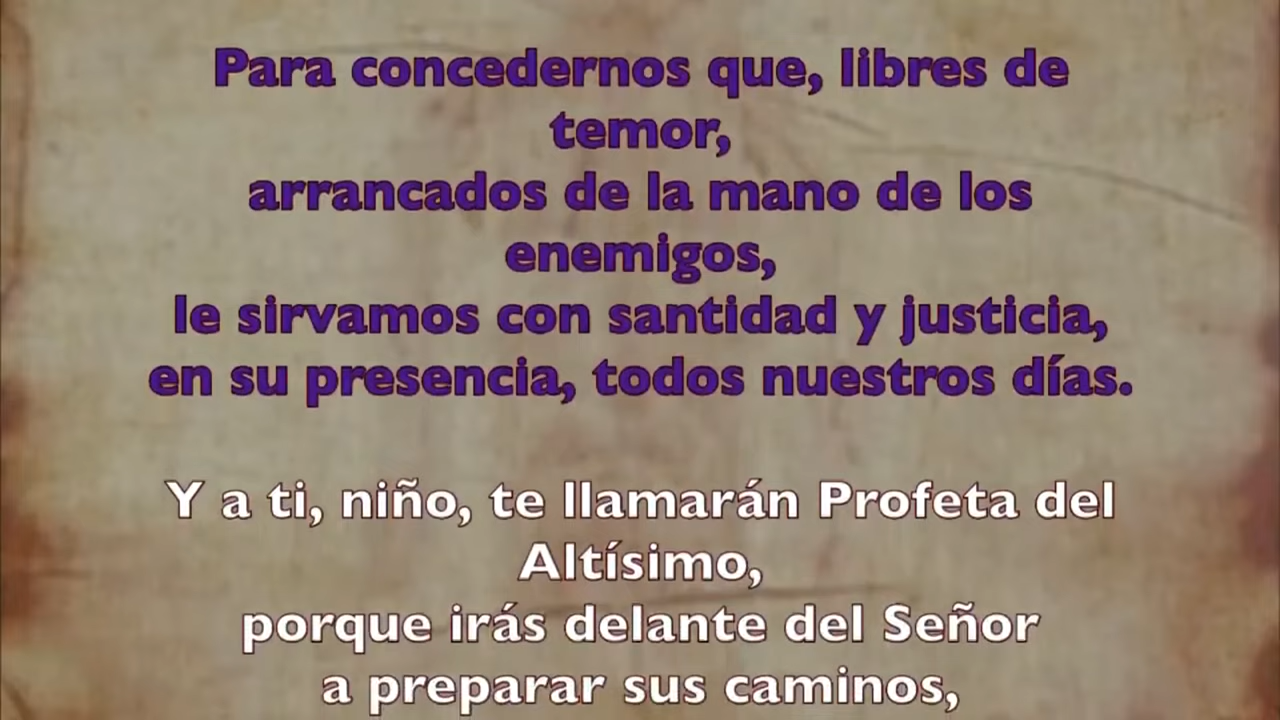 Para concedernos que, libres de
temor,
arrancados de la mano de los
enemigos,
le sirvamos con santidad y justicia,
en su presencia, todos nuestros días.
Y a ti, niño, te llamarán Profeta del
Altísimo,
porque irás delante del Señor
a preparar sus caminos,